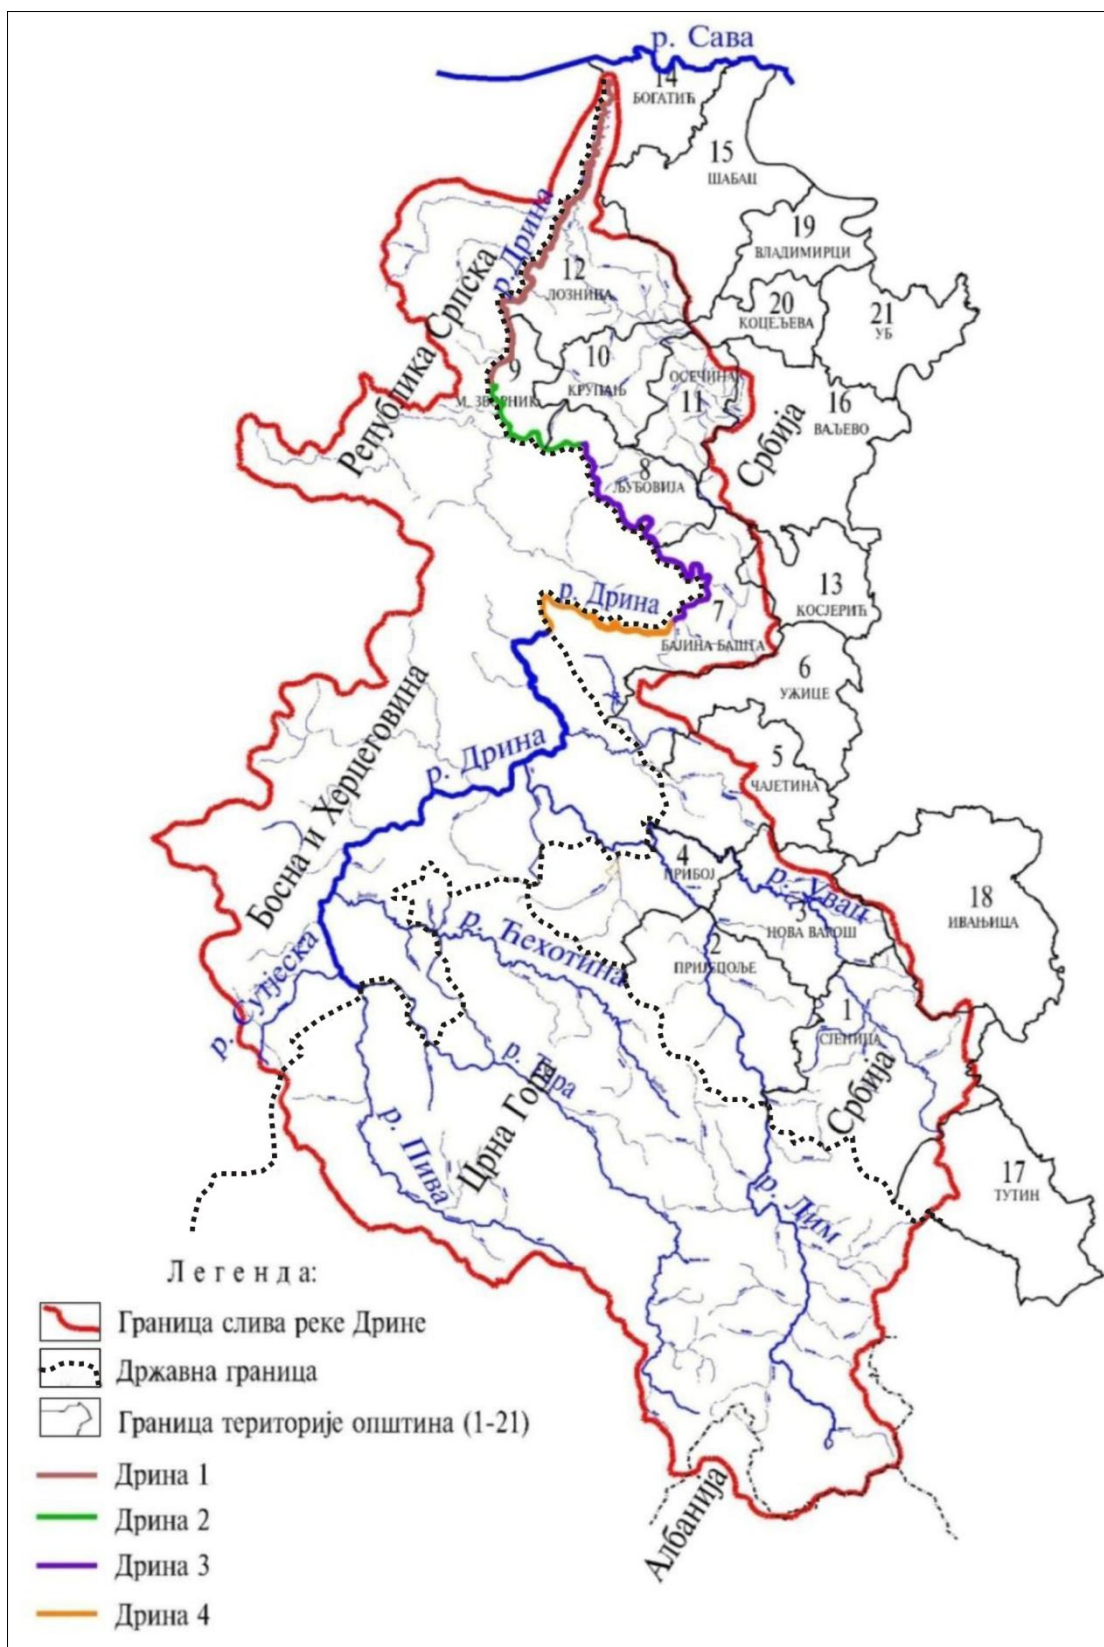 р. Сава
14
БОГАТИЋ
15
ШАБАЦ
р. Дрина
19
ВЛАДИМИРЦИ
12
ЛОЗНИЦА
20
КОЦЕЉЕВА
21
УБ
Република Српска
10
КРУПАЊ
9
М. ЗВОРНИК
ОСЕЧИНА
11
Србија
16
ВАЉЕВО
8
ЉУБОВИЈА
р. Дрина
7
БАЈИНА БАШТА
13
КОСЈЕРИЋ
6
УЖИЦЕ
р. Дрина
5
ЧАЈЕТИНА
Босна и Херцеговина
4
ПРИБОЈ
р. Увац
3
НОВА ВАРОШ
18
ИВАЊИЦА
р. Ћехотина
2
ПРИЈЕПОЉЕ
р. Сутјеска
1
СЈЕНИЦА
Србија
р. Тара
Црна Гора
р. Пива
р. Лим
17
ТУТИН
Легенда:
Граница слива реке Дрине
Државна граница
Граница територије општина (1-21)
Дрина 1
Дрина 2
Дрина 3
Дрина 4
Албанија